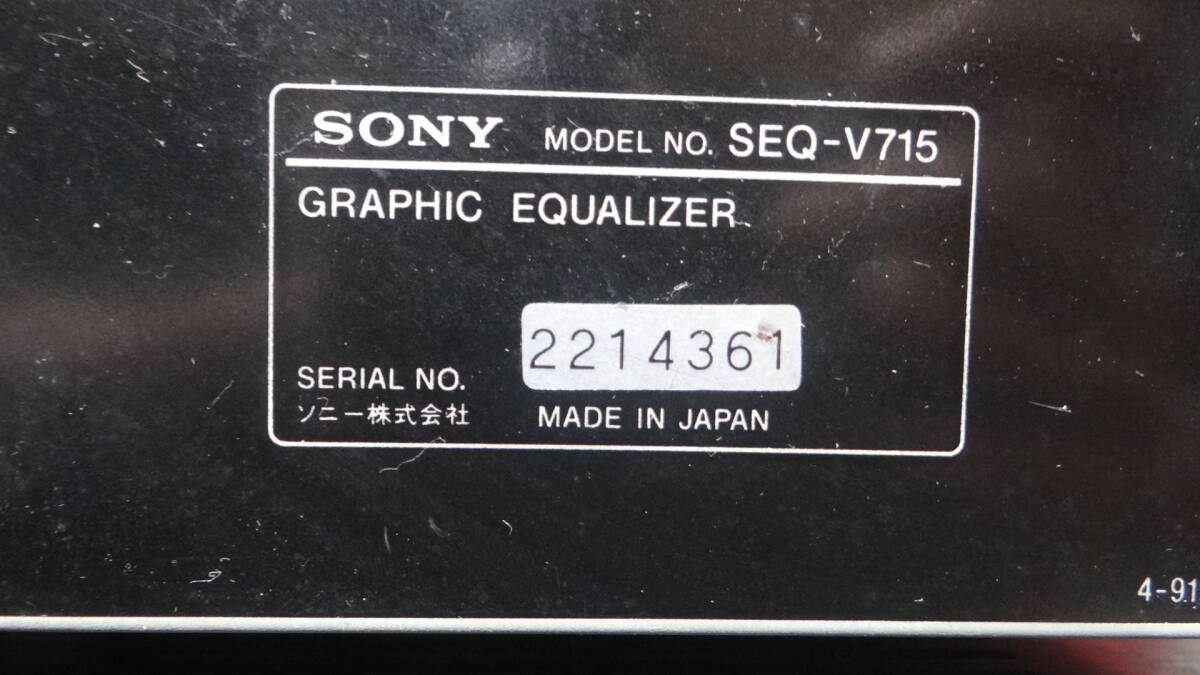 SONY MODEL NO. SEQ-V715
GRAPHIC EQUALIZER
2214361
SERIAL NO.
ソニー株式会社 MADE IN JAPAN
4-91